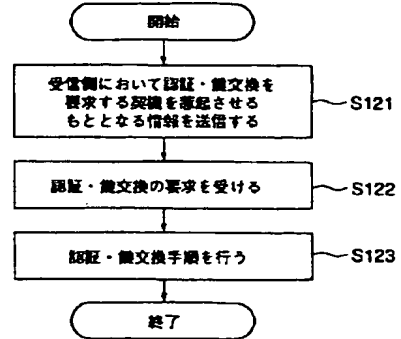 開始
受信側において認証・鍵交換を
要求する契機を惹起させる
もととなる情報を送信する
S121
認証・鍵交換の要求を受ける
S122
認証・鍵交換手順を行う
S123
終了